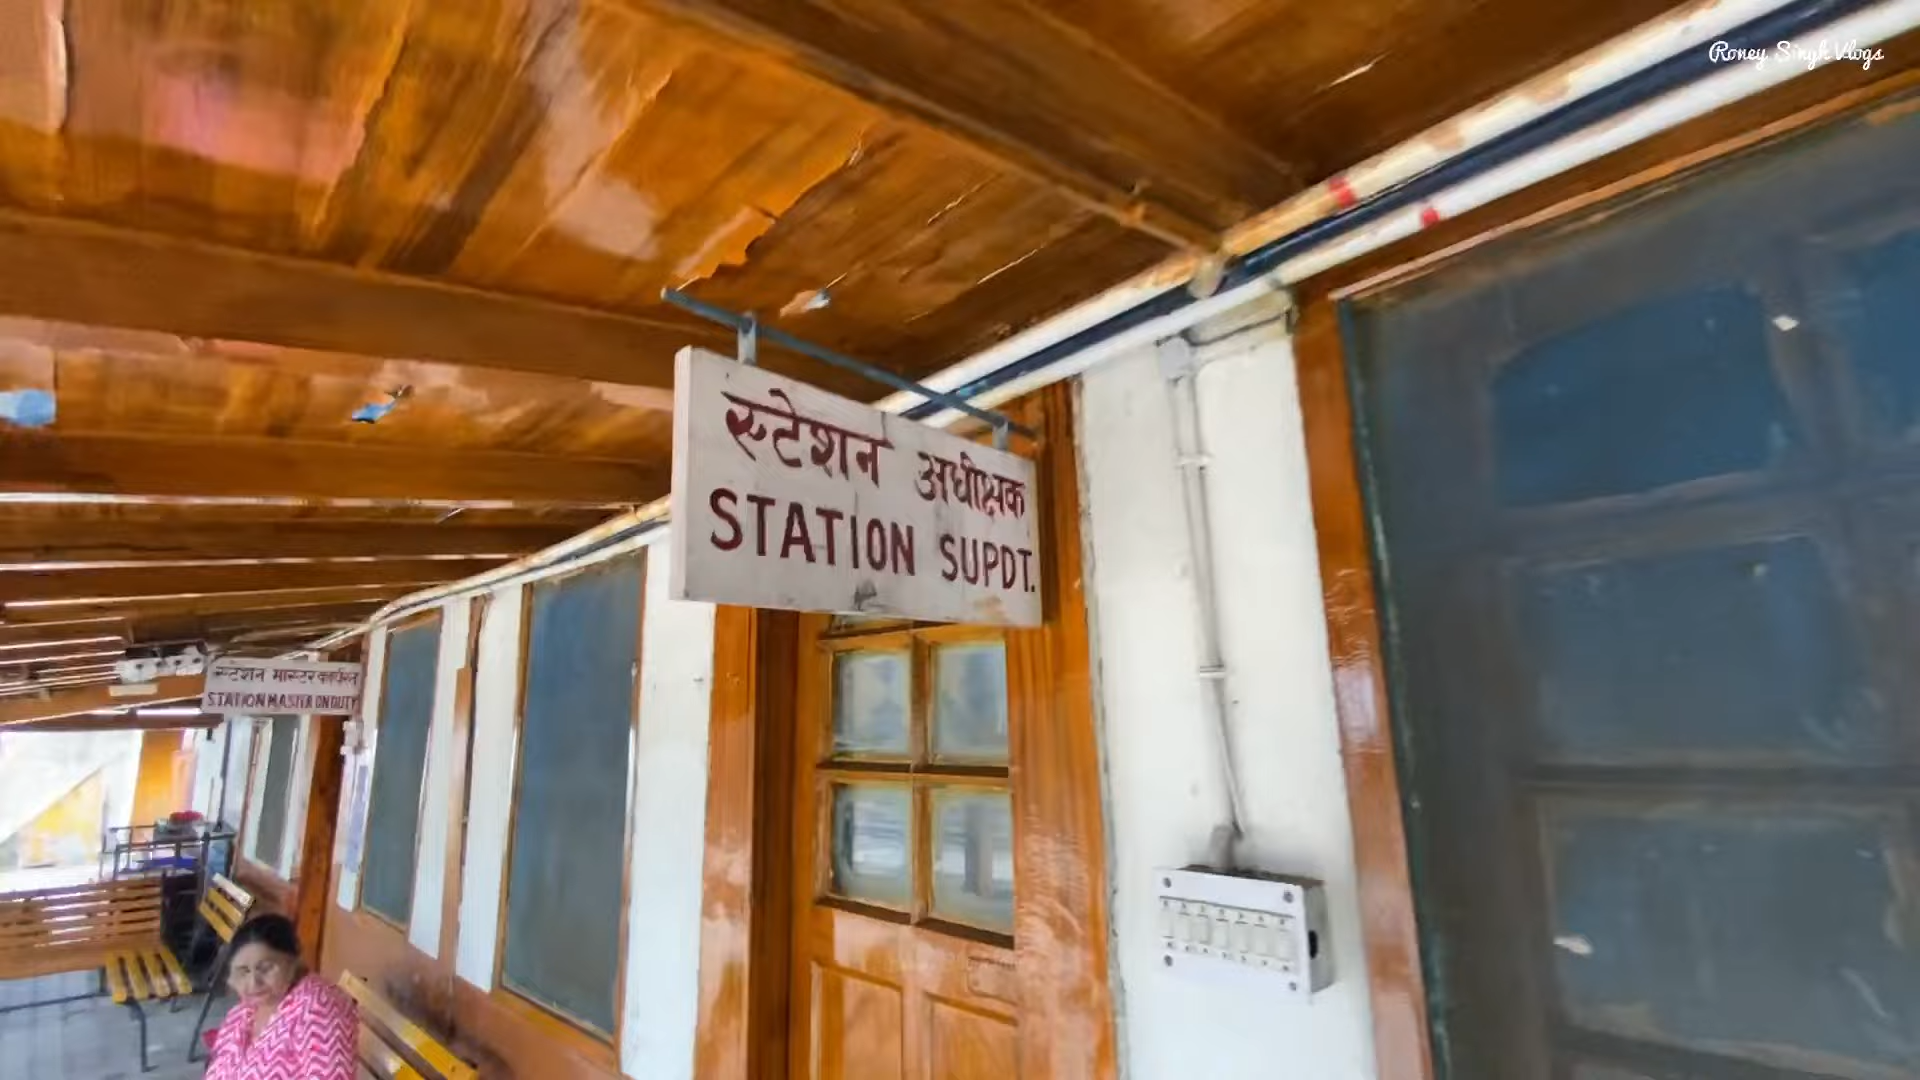 Roney Singh Vlogs
स्टेशन अधीक्षक
STATION SUPDT.
स्टेशन मास्टर कार्यरत
STATION MASTER ON DUTY